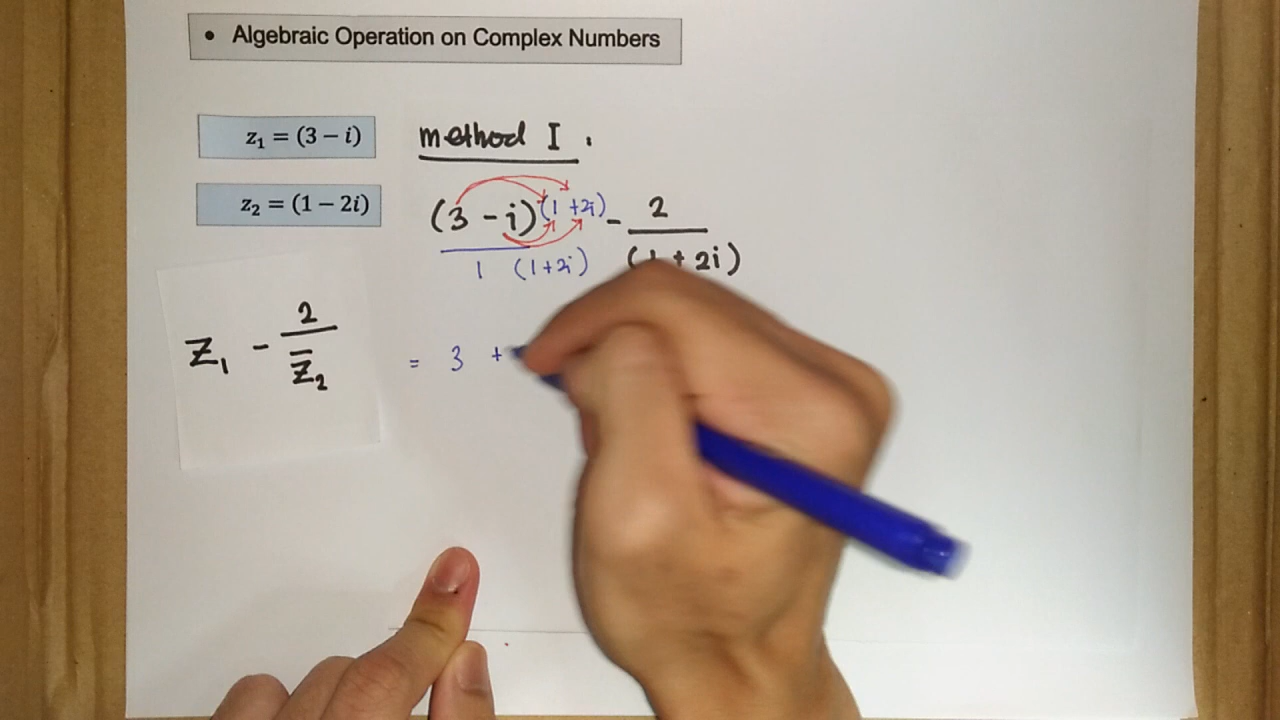 • Algebraic Operation on Complex Numbers
z₁ = (3 − i)
method I .
z₂ = (1 − 2i)
(3 - i)(1 + 2i) - 2
1 (1 + 2i) ( + 2i)
z₁ - 2
z̄₂
= 3 +